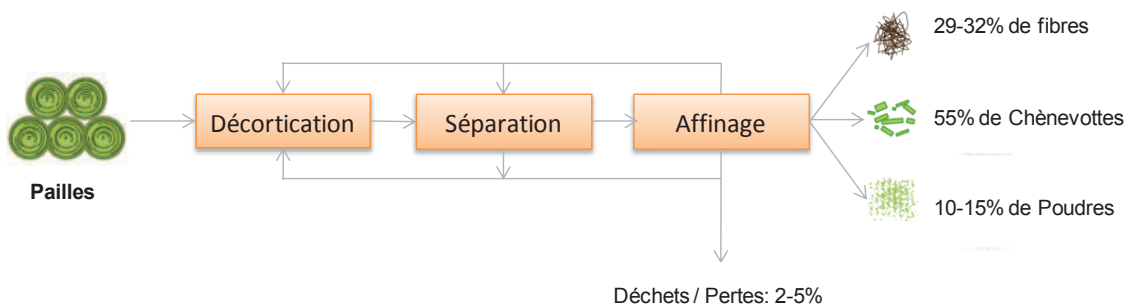 Pailles
Décortication
Séparation
Affinage
29-32% de fibres
55% de Chènevottes
10-15% de Poudres
Déchets / Pertes: 2-5%